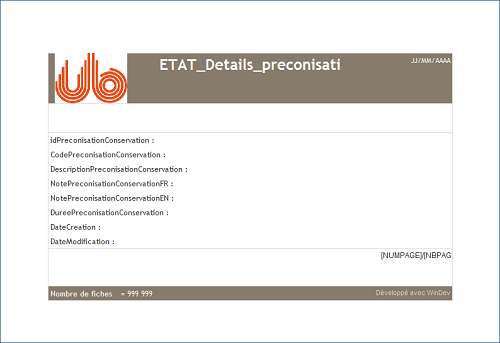 ub
ETAT_Details_preconisati
JJ/MM/AAAA
idPreconisationConservation :
CodePreconisationConservation :
DescriptionPreconisationConservation :
NotePreconisationConservationFR :
NotePreconisationConservationEN :
DureePreconisationConservation :
DateCreation :
DateModification :
[NUMPAGE]/[NBPAG
Nombre de fiches = 999 999
Développé avec WinDev